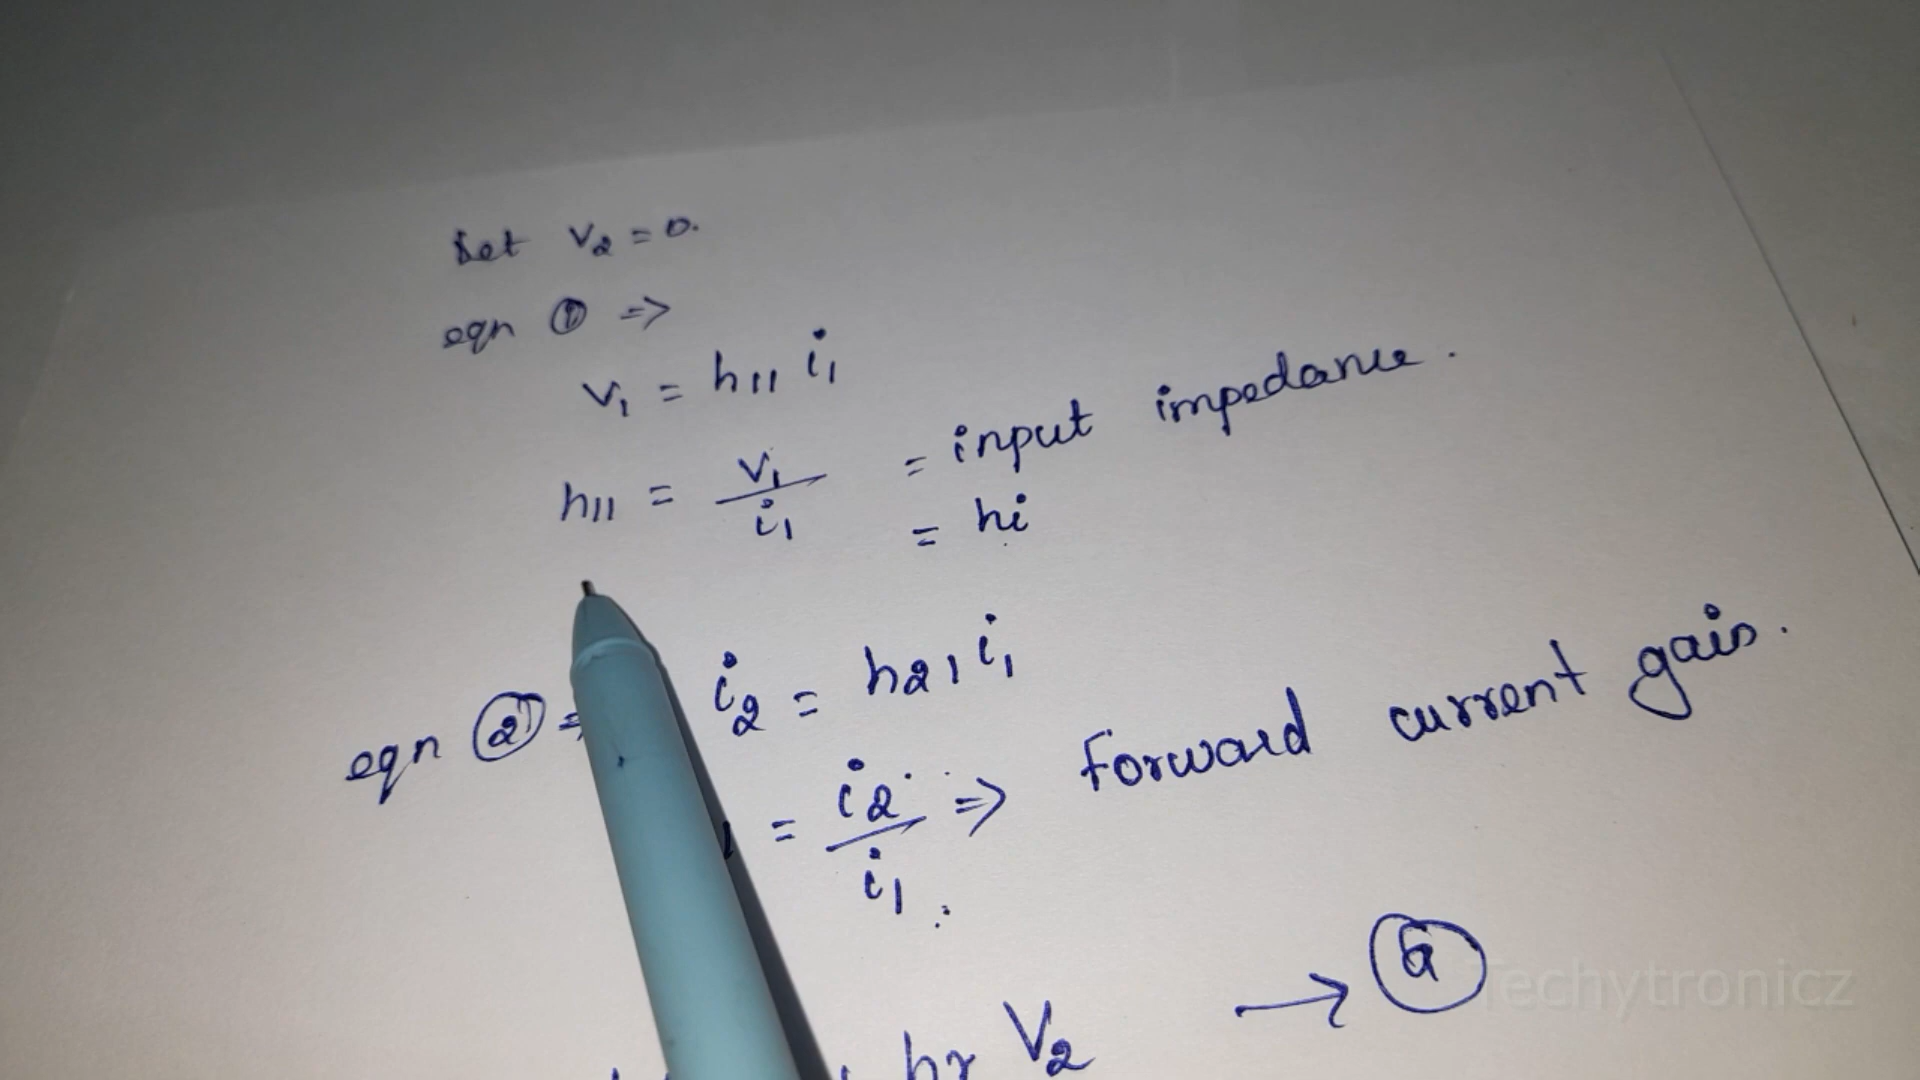 Set V2 = 0.
eqn ① =>
V1 = h11 i1
h11 = V1/i1 = input impedance.
= hi
eqn ② = i2 = h21 i1
= i2/i1 => Forward current gain.
hr V2 →
Techytronicz